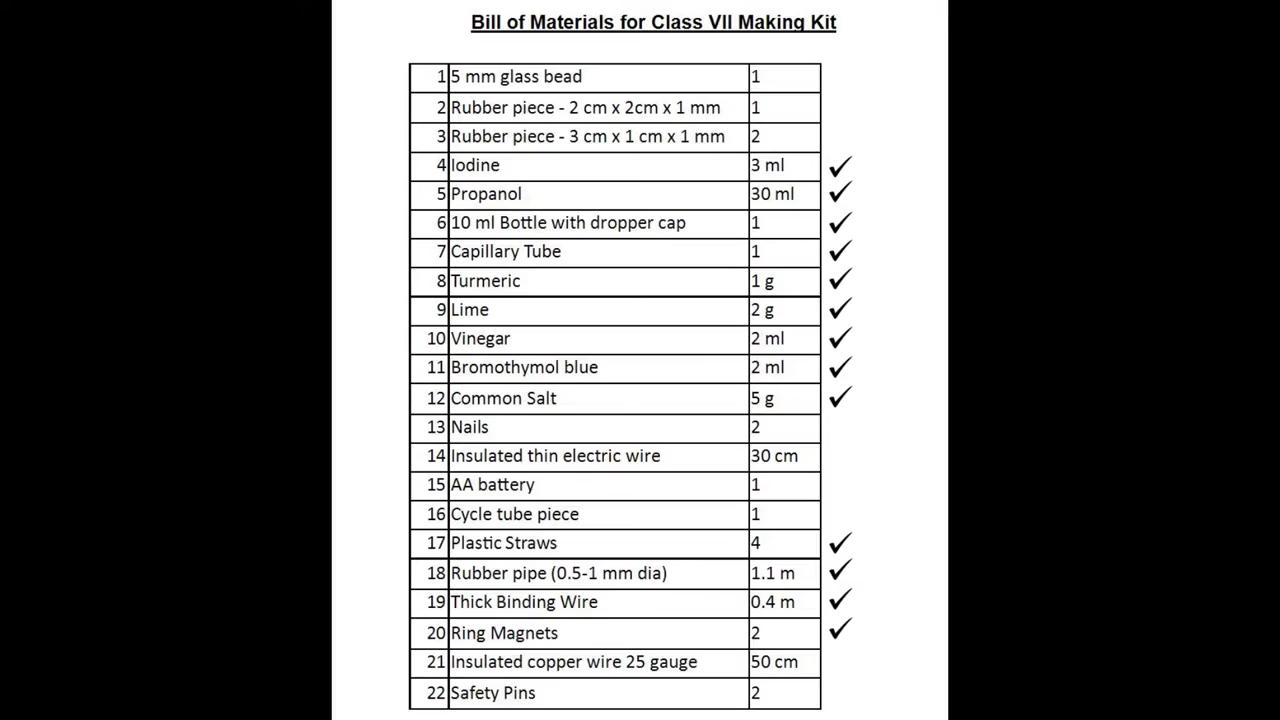 Bill of Materials for Class VII Making Kit
1 5 mm glass bead 1
2 Rubber piece - 2 cm x 2cm x 1 mm 1
3 Rubber piece - 3 cm x 1 cm x 1 mm 2
4 Iodine 3 ml ✓
5 Propanol 30 ml ✓
6 10 ml Bottle with dropper cap 1 ✓
7 Capillary Tube 1 ✓
8 Turmeric 1 g ✓
9 Lime 2 g ✓
10 Vinegar 2 ml ✓
11 Bromothymol blue 2 ml ✓
12 Common Salt 5 g ✓
13 Nails 2
14 Insulated thin electric wire 30 cm
15 AA battery 1
16 Cycle tube piece 1
17 Plastic Straws 4 ✓
18 Rubber pipe (0.5-1 mm dia) 1.1 m ✓
19 Thick Binding Wire 0.4 m ✓
20 Ring Magnets 2 ✓
21 Insulated copper wire 25 gauge 50 cm
22 Safety Pins 2